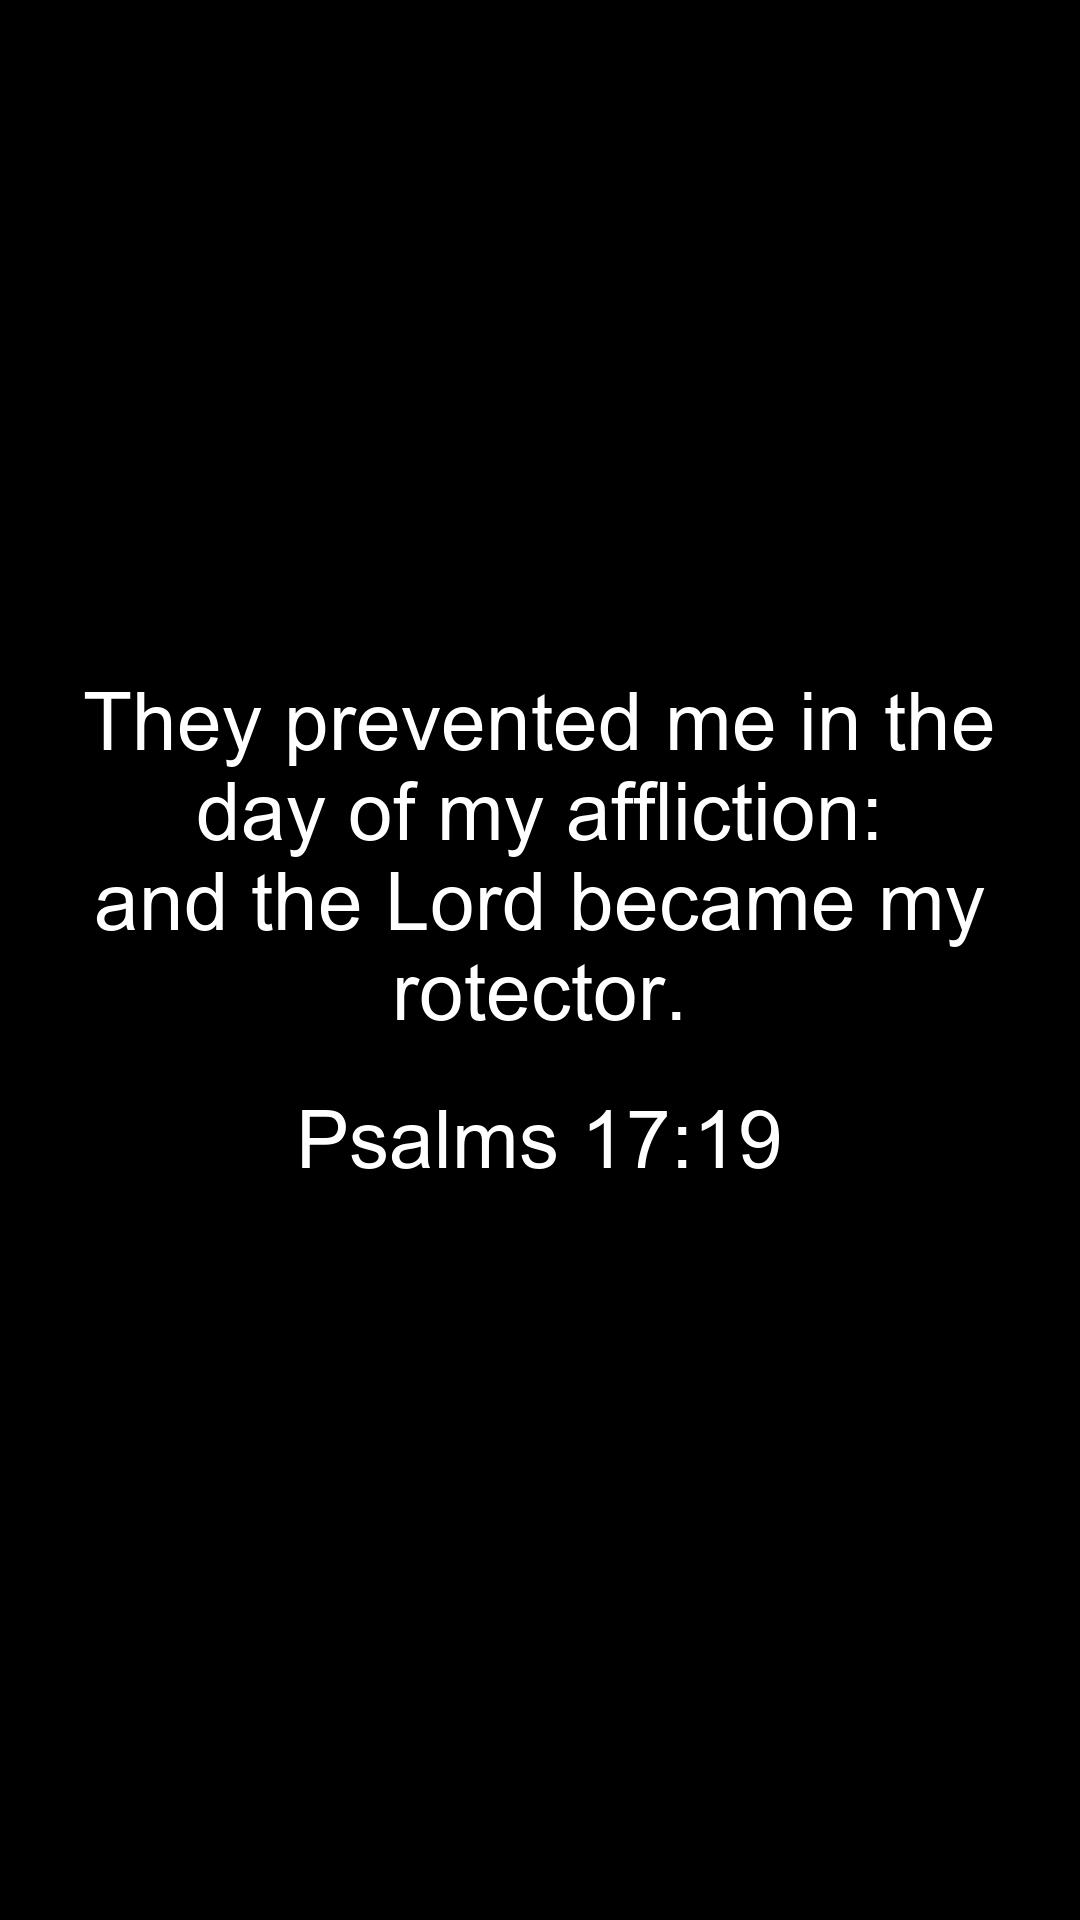 They prevented me in the
day of my affliction:
and the Lord became my
rotector.
Psalms 17:19